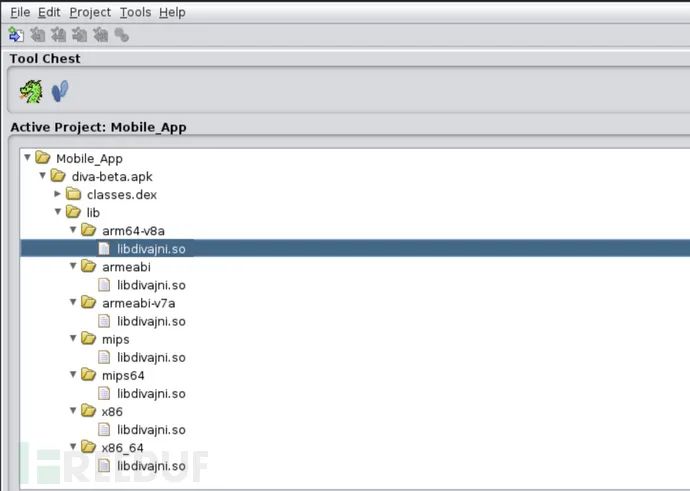 File Edit Project Tools Help
Tool Chest
Active Project: Mobile_App
Mobile_App
diva-beta.apk
classes.dex
lib
arm64-v8a
libdivajni.so
armeabi
libdivajni.so
armeabi-v7a
libdivajni.so
mips
libdivajni.so
mips64
libdivajni.so
x86
libdivajni.so
x86_64
libdivajni.so
FREEBUF